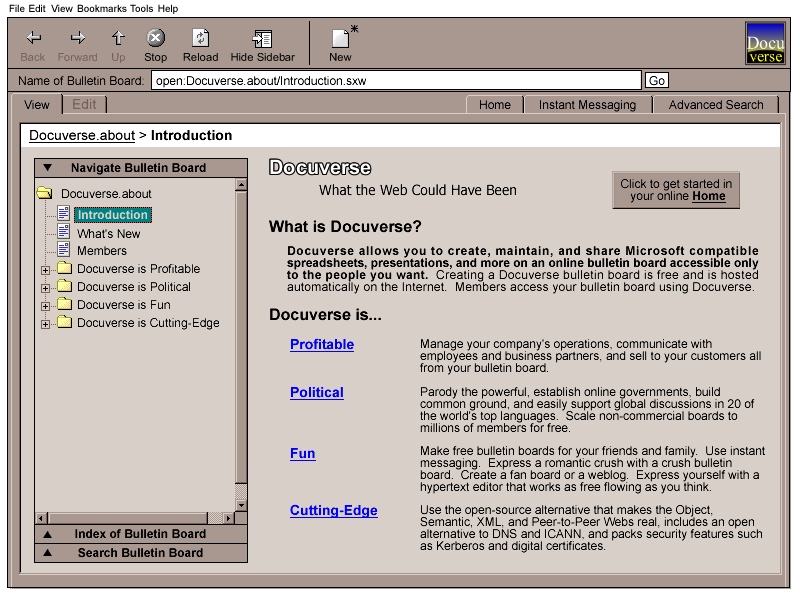 File Edit View Bookmarks Tools Help
Back Forward Up Stop Reload Hide Sidebar New
Docu
verse
Name of Bulletin Board: open:Docuverse.about/Introduction.sxw Go
View Edit Home Instant Messaging Advanced Search
Docuverse.about > Introduction
Navigate Bulletin Board
Docuverse.about
Introduction
What's New
Members
Docuverse is Profitable
Docuverse is Political
Docuverse is Fun
Docuverse is Cutting-Edge
Index of Bulletin Board
Search Bulletin Board
Docuverse
What the Web Could Have Been
Click to get started in
your online Home
What is Docuverse?
Docuverse allows you to create, maintain, and share Microsoft compatible
spreadsheets, presentations, and more on an online bulletin board accessible only
to the people you want. Creating a Docuverse bulletin board is free and is hosted
automatically on the Internet. Members access your bulletin board using Docuverse.
Docuverse is...
Profitable
Manage your company's operations, communicate with
employees and business partners, and sell to your customers all
from your bulletin board.
Political
Parody the powerful, establish online governments, build
common ground, and easily support global discussions in 20 of
the world's top languages. Scale non-commercial boards to
millions of members for free.
Fun
Make free bulletin boards for your friends and family. Use instant
messaging. Express a romantic crush with a crush bulletin
board. Create a fan board or a weblog. Express yourself with a
hypertext editor that works as free flowing as you think.
Cutting-Edge
Use the open-source alternative that makes the Object,
Semantic, XML, and Peer-to-Peer Webs real, includes an open
alternative to DNS and ICANN, and packs security features such
as Kerberos and digital certificates.